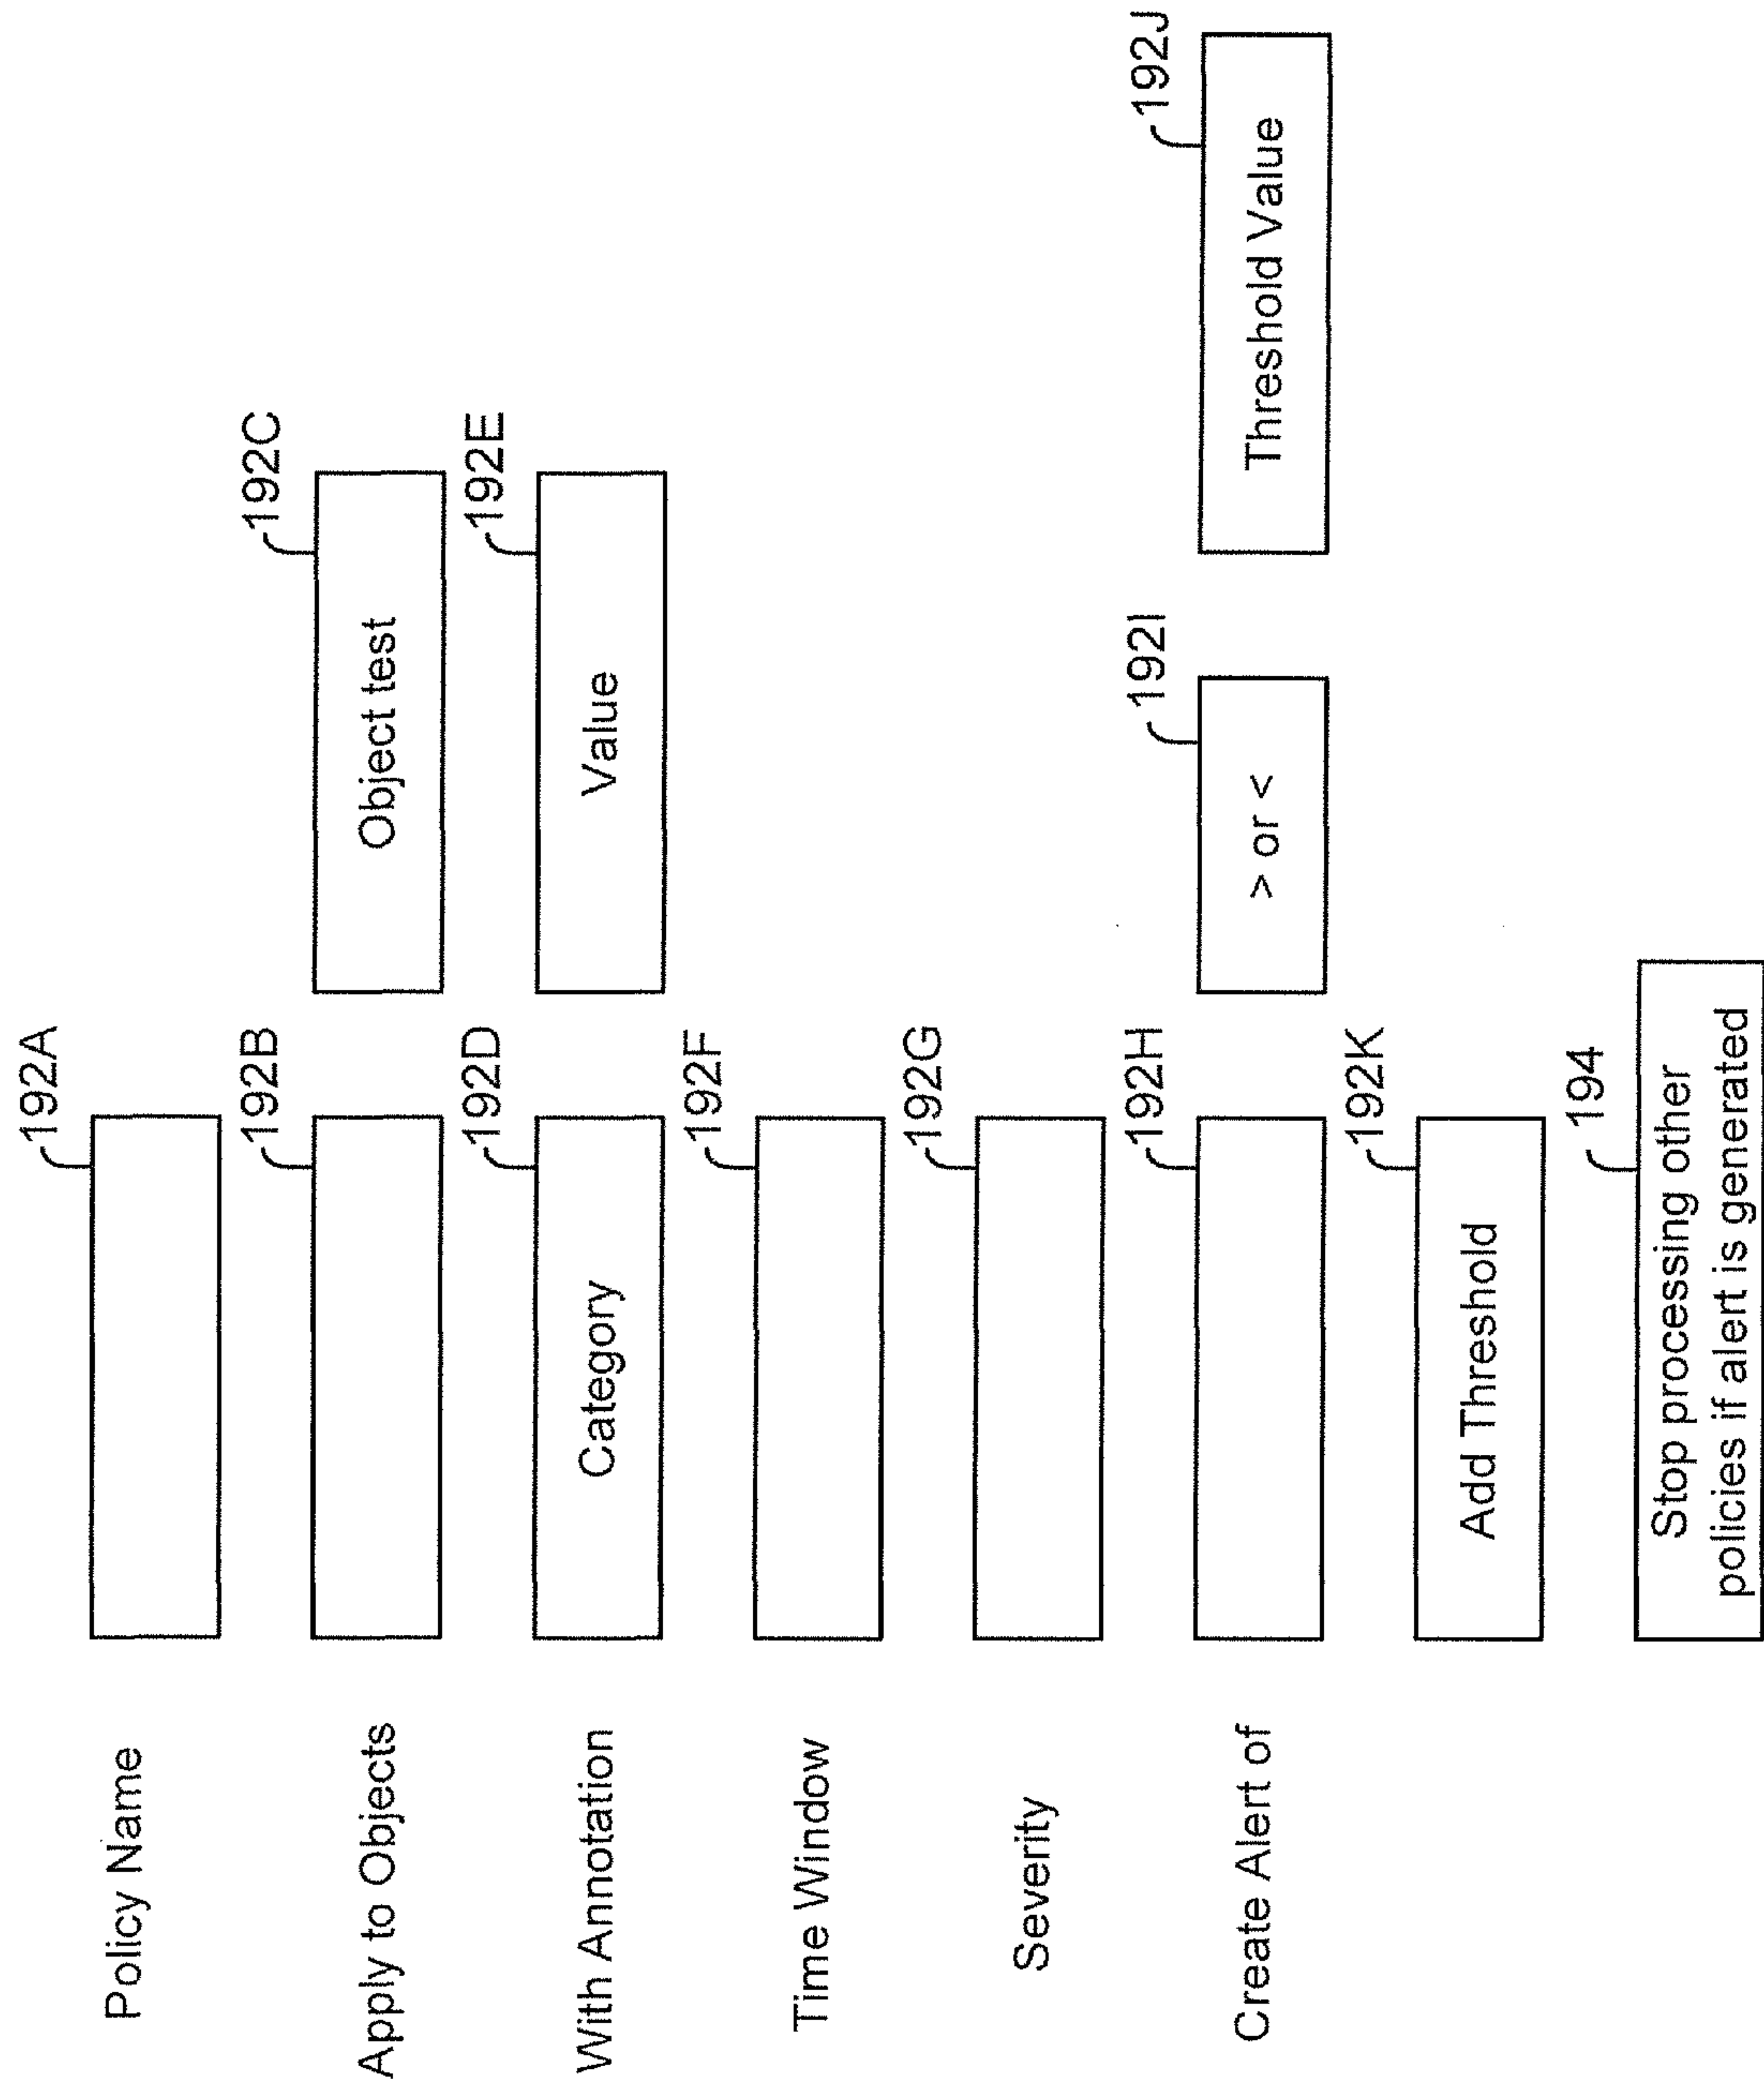 192A
Policy Name
192B
192C
Apply to Objects
Object test
192D
192E
With Annotation
Category
Value
192F
Time Window
192G
Severity
192H
192I
192J
Create Alert of
> or <
Threshold Value
192K
Add Threshold
194
Stop processing other
policies if alert is generated